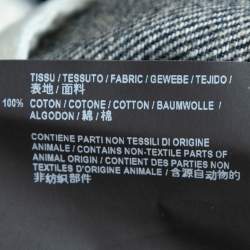 TISSU / TESSUTO / FABRIC / GEWEBE / TEJIDO /
表地 / 面料
100% COTON / COTONE / COTTON / BAUMWOLLE /
ALGODON / 綿 / 棉
CONTIENE PARTI NON TESSILI DI ORIGINE
ANIMALE / CONTAINS NON-TEXTILE PARTS OF
ANIMAL ORIGIN / CONTIENT DES PARTIES NON
TEXTILES D'ORIGINE ANIMALE / 含源自动物的
非纺织部件